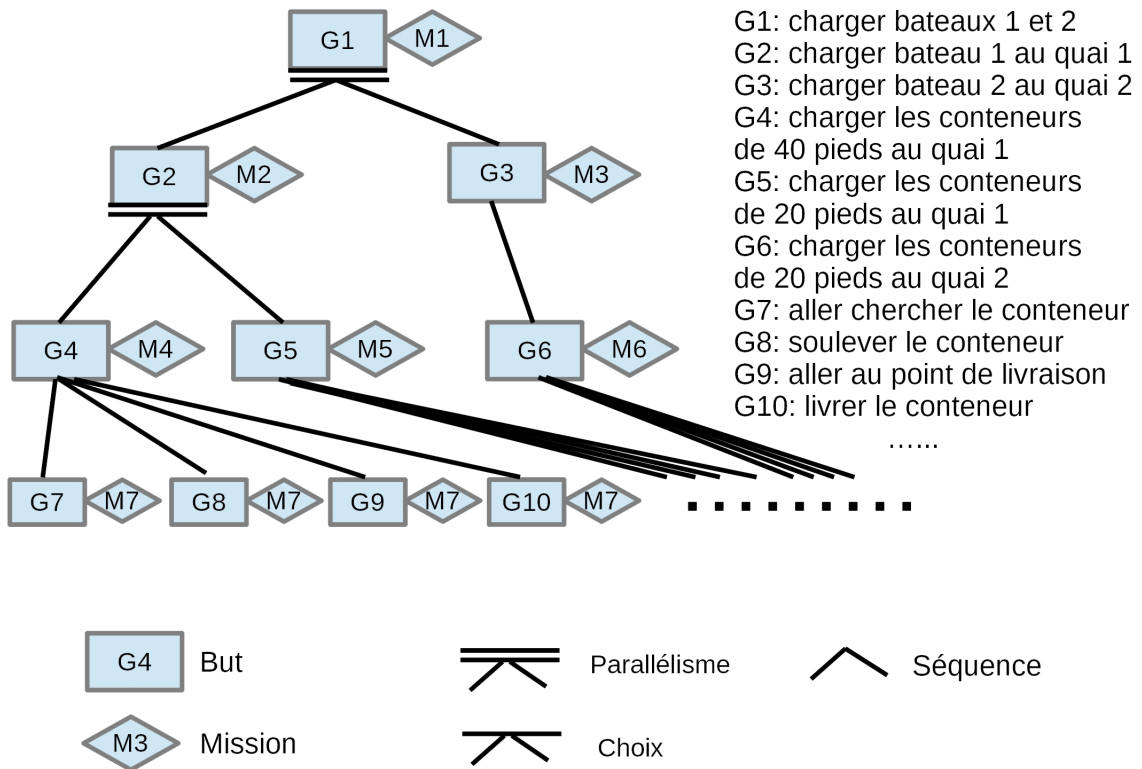 G1
M1
G2
M2
G3
M3
G4
M4
G5
M5
G6
M6
G7
M7
G8
M7
G9
M7
G10
M7
G1: charger bateaux 1 et 2
G2: charger bateau 1 au quai 1
G3: charger bateau 2 au quai 2
G4: charger les conteneurs
de 40 pieds au quai 1
G5: charger les conteneurs
de 20 pieds au quai 1
G6: charger les conteneurs
de 20 pieds au quai 2
G7: aller chercher le conteneur
G8: soulever le conteneur
G9: aller au point de livraison
G10: livrer le conteneur
…...
G4
But
Parallélisme
Séquence
M3
Mission
Choix